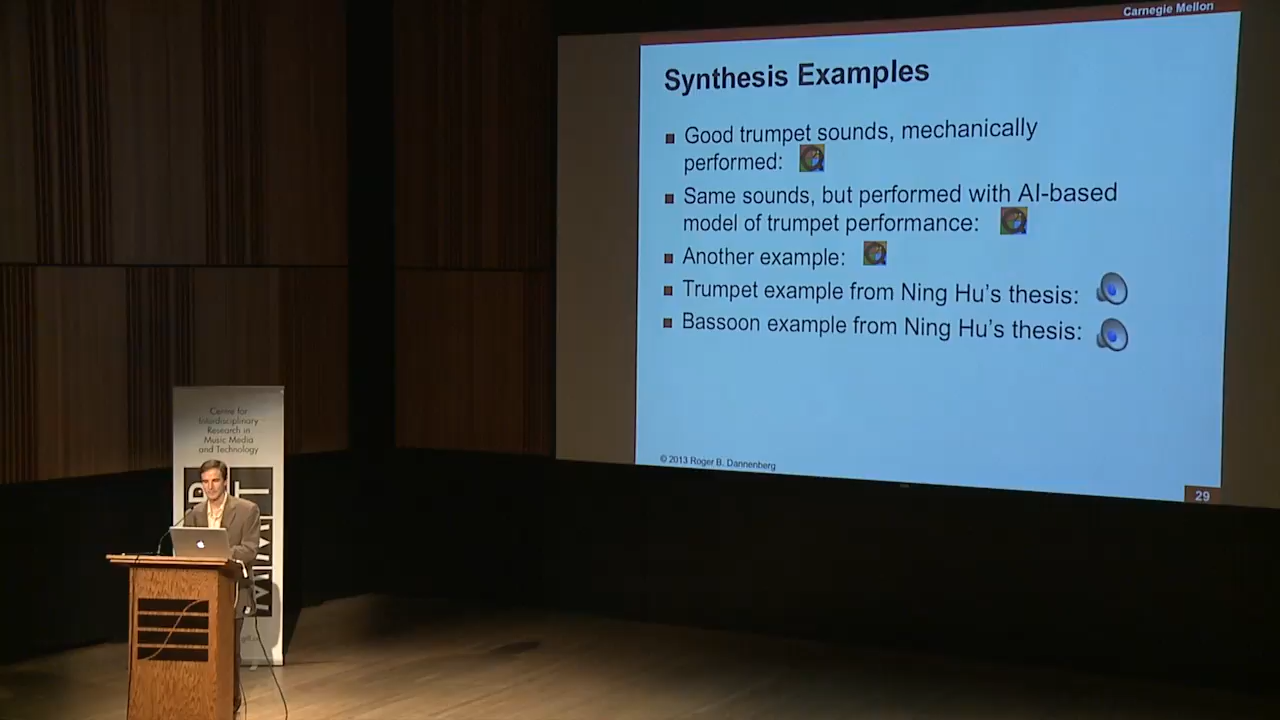 Carnegie Mellon
Synthesis Examples
Good trumpet sounds, mechanically
performed:
Same sounds, but performed with AI-based
model of trumpet performance:
Another example:
Trumpet example from Ning Hu's thesis:
Bassoon example from Ning Hu's thesis:
© 2013 Roger B. Dannenberg
29
Centre for
Interdisciplinary
Research in
Music Media
and Technology